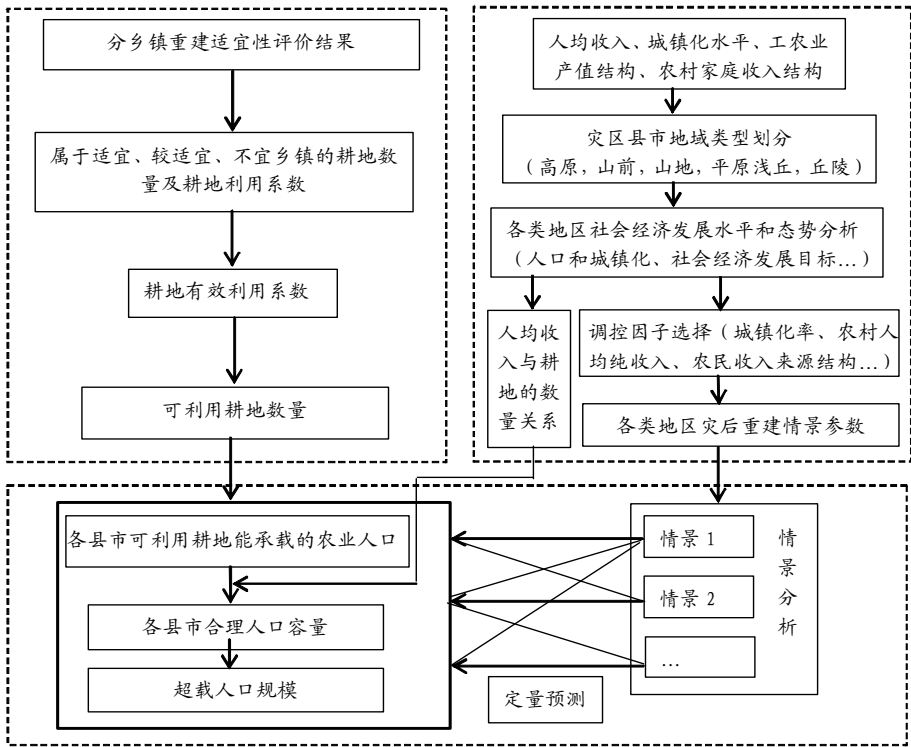 分乡镇重建适宜性评价结果
属于适宜、较适宜、不宜乡镇的耕地数
量及耕地利用系数
耕地有效利用系数
可利用耕地数量
人均收入、城镇化水平、工农业
产值结构、农村家庭收入结构
灾区县市地域类型划分
（高原，山前，山地，平原浅丘，丘陵）
各类地区社会经济发展水平和态势分析
（人口和城镇化、社会经济发展目标…）
人均收
入与耕
地的数
量关系
调控因子选择（城镇化率、农村人
均纯收入、农民收入来源结构…）
各类地区灾后重建情景参数
各县市可利用耕地能承载的农业人口
各县市合理人口容量
超载人口规模
情景 1
情景 2
…
情
景
分
析
定量预测